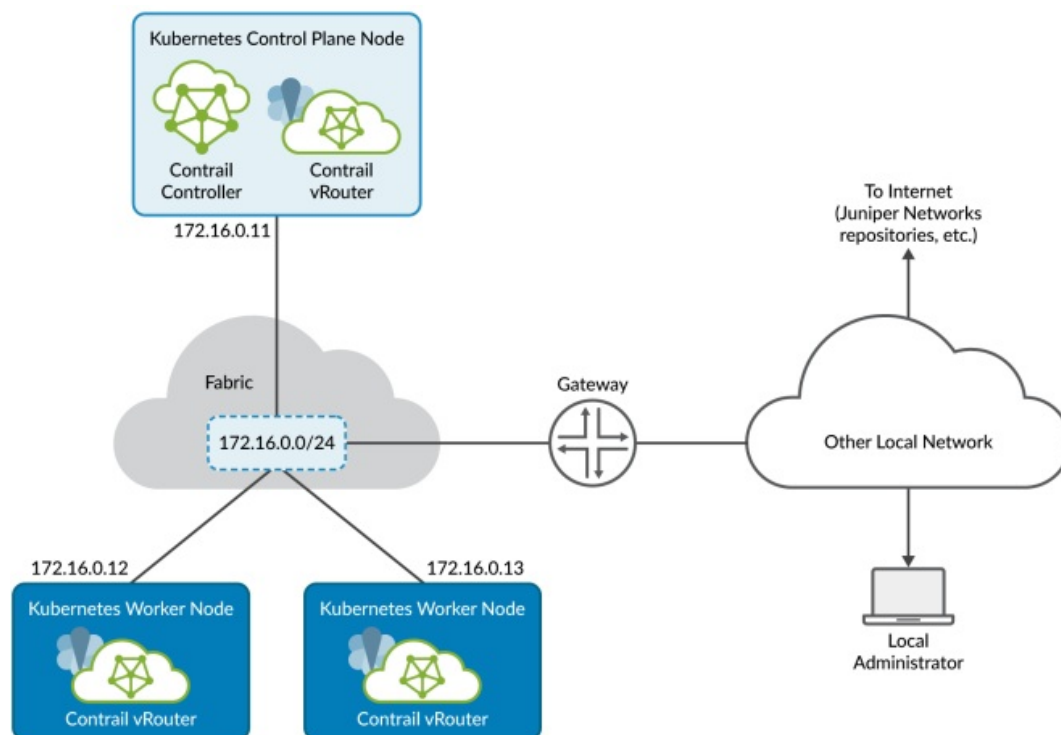 Kubernetes Control Plane Node
Contrail
Controller
Contrail
vRouter
172.16.0.11
To Internet
(Juniper Networks
repositories, etc.)
Fabric
Gateway
172.16.0.0/24
Other Local Network
172.16.0.12
172.16.0.13
Kubernetes Worker Node
Contrail vRouter
Kubernetes Worker Node
Contrail vRouter
Local
Administrator